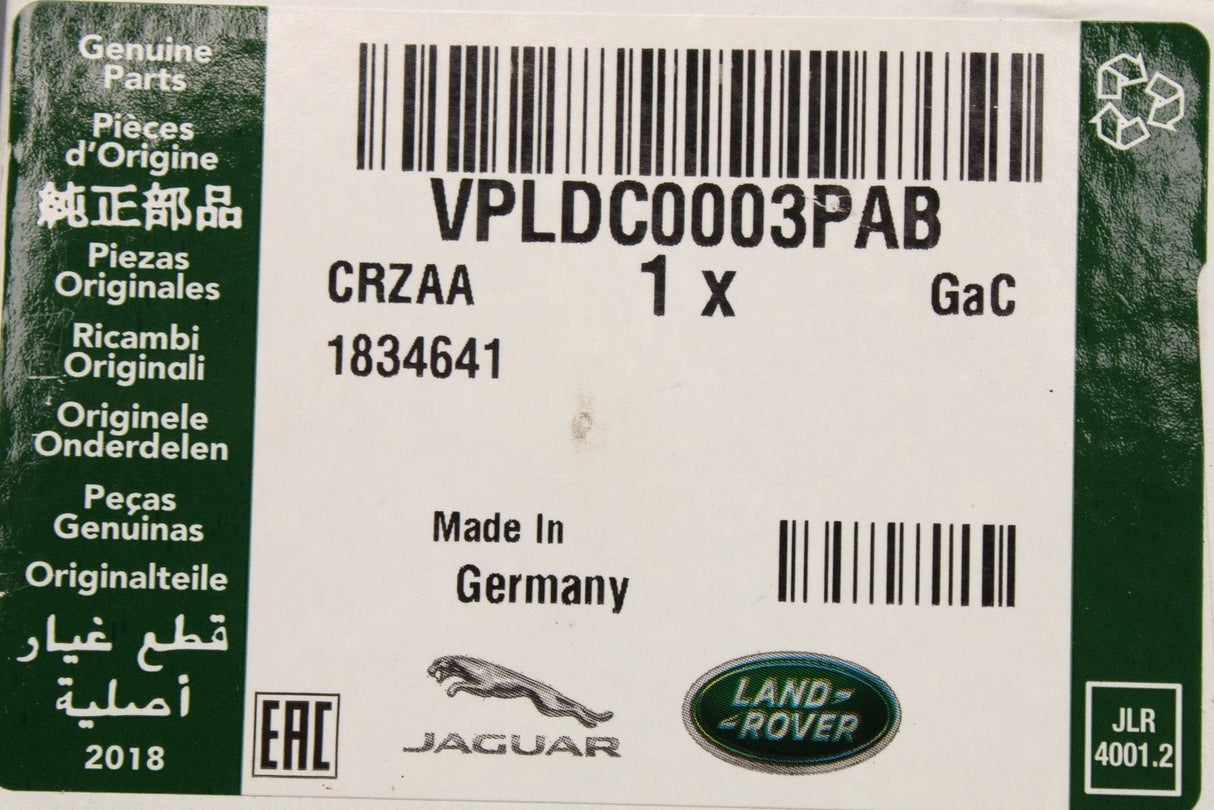 Genuine
Parts
Pièces
d'Origine
純正部品
Piezas
Originales
Ricambi
Originali
Originele
Onderdelen
Peças
Genuinas
Originalteile
قطع غيار
أصلية
2018
VPLDC0003PAB
CRZAA
1 x
GaC
1834641
Made In
Germany
EAC
JAGUAR
LAND-
-ROVER
JLR
4001.2